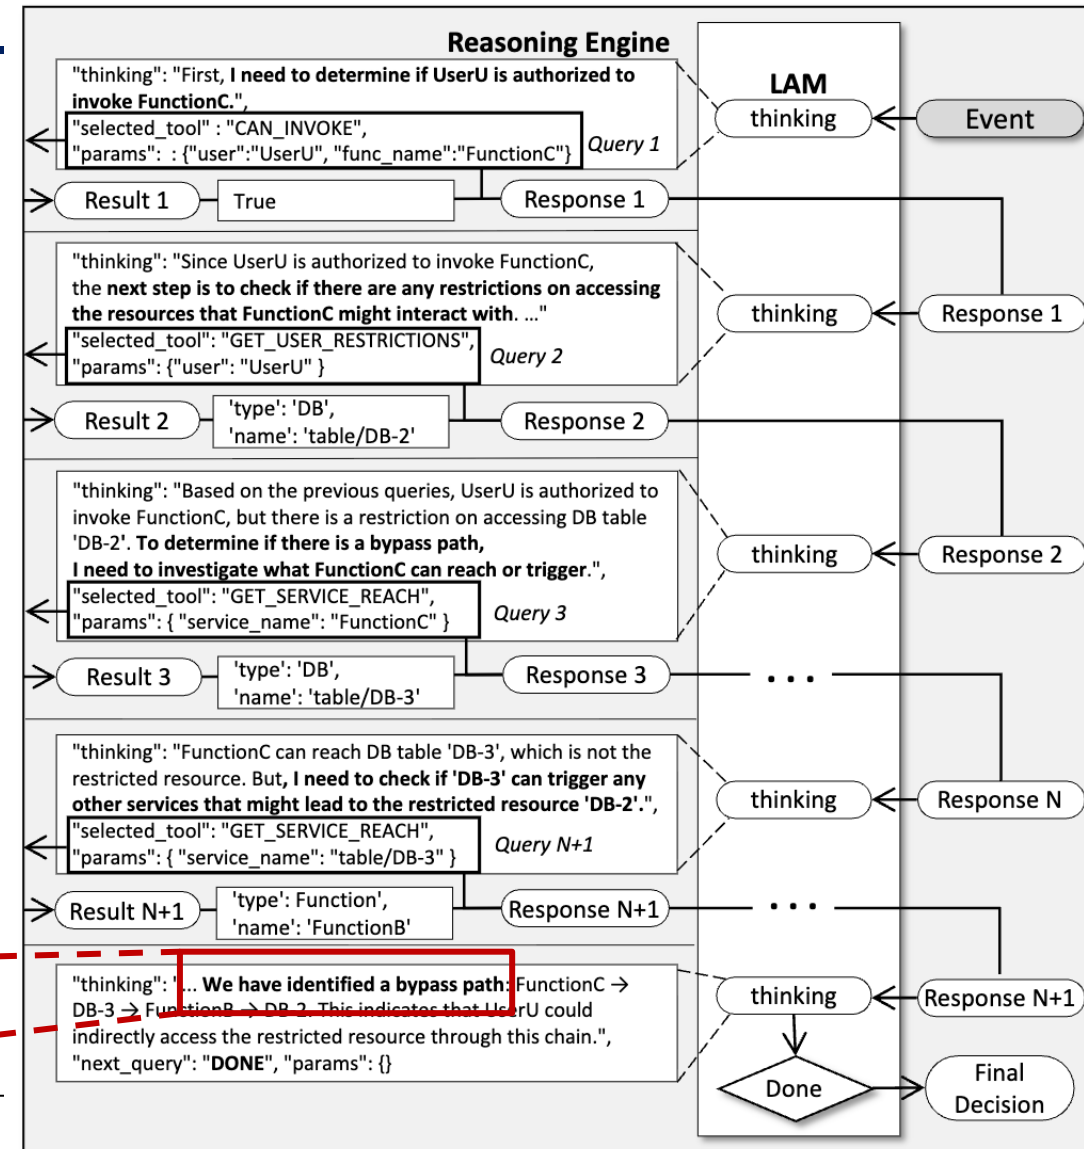 Reasoning Engine
LAM
"thinking": "First, I need to determine if UserU is authorized to
invoke FunctionC.",
"selected_tool" : "CAN_INVOKE",
"params": : {"user":"UserU", "func_name":"FunctionC"}
Query 1
thinking
Event
Result 1
True
Response 1
"thinking": "Since UserU is authorized to invoke FunctionC,
the next step is to check if there are any restrictions on accessing
the resources that FunctionC might interact with. ..."
"selected_tool": "GET_USER_RESTRICTIONS",
"params": {"user": "UserU" }
Query 2
thinking
Response 1
Result 2
'type': 'DB',
'name': 'table/DB-2'
Response 2
"thinking": "Based on the previous queries, UserU is authorized to
invoke FunctionC, but there is a restriction on accessing DB table
'DB-2'. To determine if there is a bypass path,
I need to investigate what FunctionC can reach or trigger.",
"selected_tool": "GET_SERVICE_REACH",
"params": { "service_name": "FunctionC" }
Query 3
thinking
Response 2
Result 3
'type': 'DB',
'name': 'table/DB-3'
Response 3
...
"thinking": "FunctionC can reach DB table 'DB-3', which is not the
restricted resource. But, I need to check if 'DB-3' can trigger any
other services that might lead to the restricted resource 'DB-2'.",
"selected_tool": "GET_SERVICE_REACH",
"params": { "service_name": "table/DB-3" }
Query N+1
thinking
Response N
Result N+1
'type': Function',
'name': 'FunctionB'
Response N+1
...
"thinking": "... We have identified a bypass path: FunctionC →
DB-3 → FunctionB → DB-2. This indicates that UserU could
indirectly access the restricted resource through this chain.",
"next_query": "DONE", "params": {}
thinking
Response N+1
Done
Final
Decision